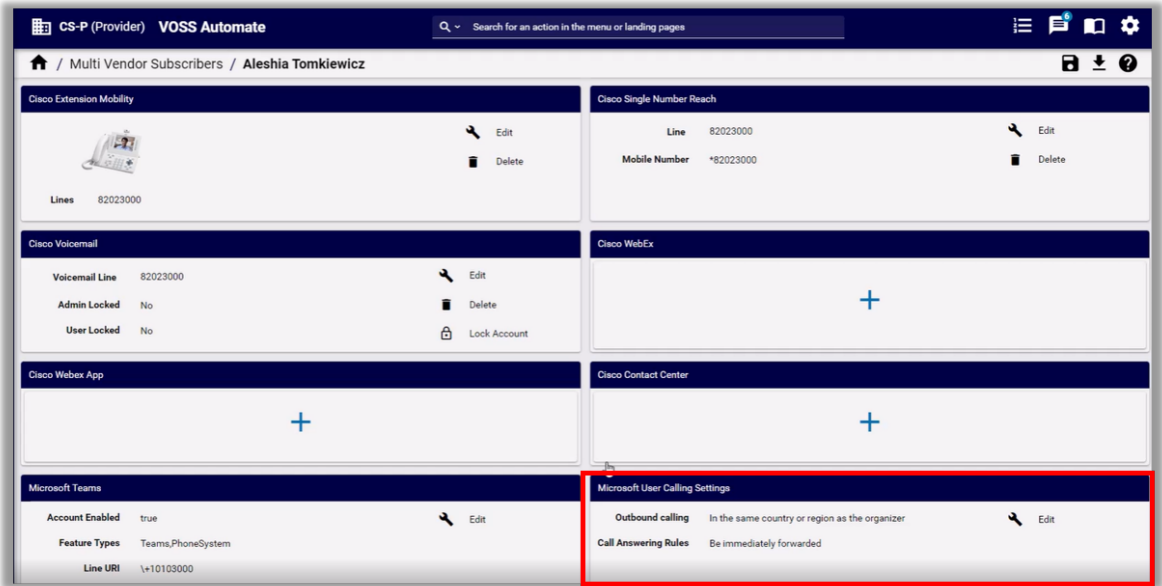 CS-P (Provider) VOSS Automate
Search for an action in the menu or landing pages
6
/ Multi Vendor Subscribers / Aleshia Tomkiewicz
Cisco Extension Mobility
Edit
Delete
Lines 82023000
Cisco Single Number Reach
Line 82023000
Edit
Mobile Number *82023000
Delete
Cisco Voicemail
Voicemail Line 82023000
Edit
Admin Locked No
Delete
User Locked No
Lock Account
Cisco WebEx
Cisco Webex App
Cisco Contact Center
Microsoft Teams
Account Enabled true
Edit
Feature Types Teams,PhoneSystem
Line URI \+10103000
Microsoft User Calling Settings
Outbound calling In the same country or region as the organizer
Edit
Call Answering Rules Be immediately forwarded